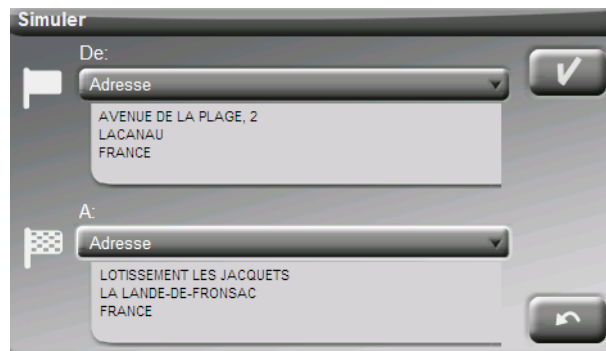 Simuler
De:
Adresse
AVENUE DE LA PLAGE, 2
LACANAU
FRANCE
A:
Adresse
LOTISSEMENT LES JACQUETS
LA LANDE-DE-FRONSAC
FRANCE